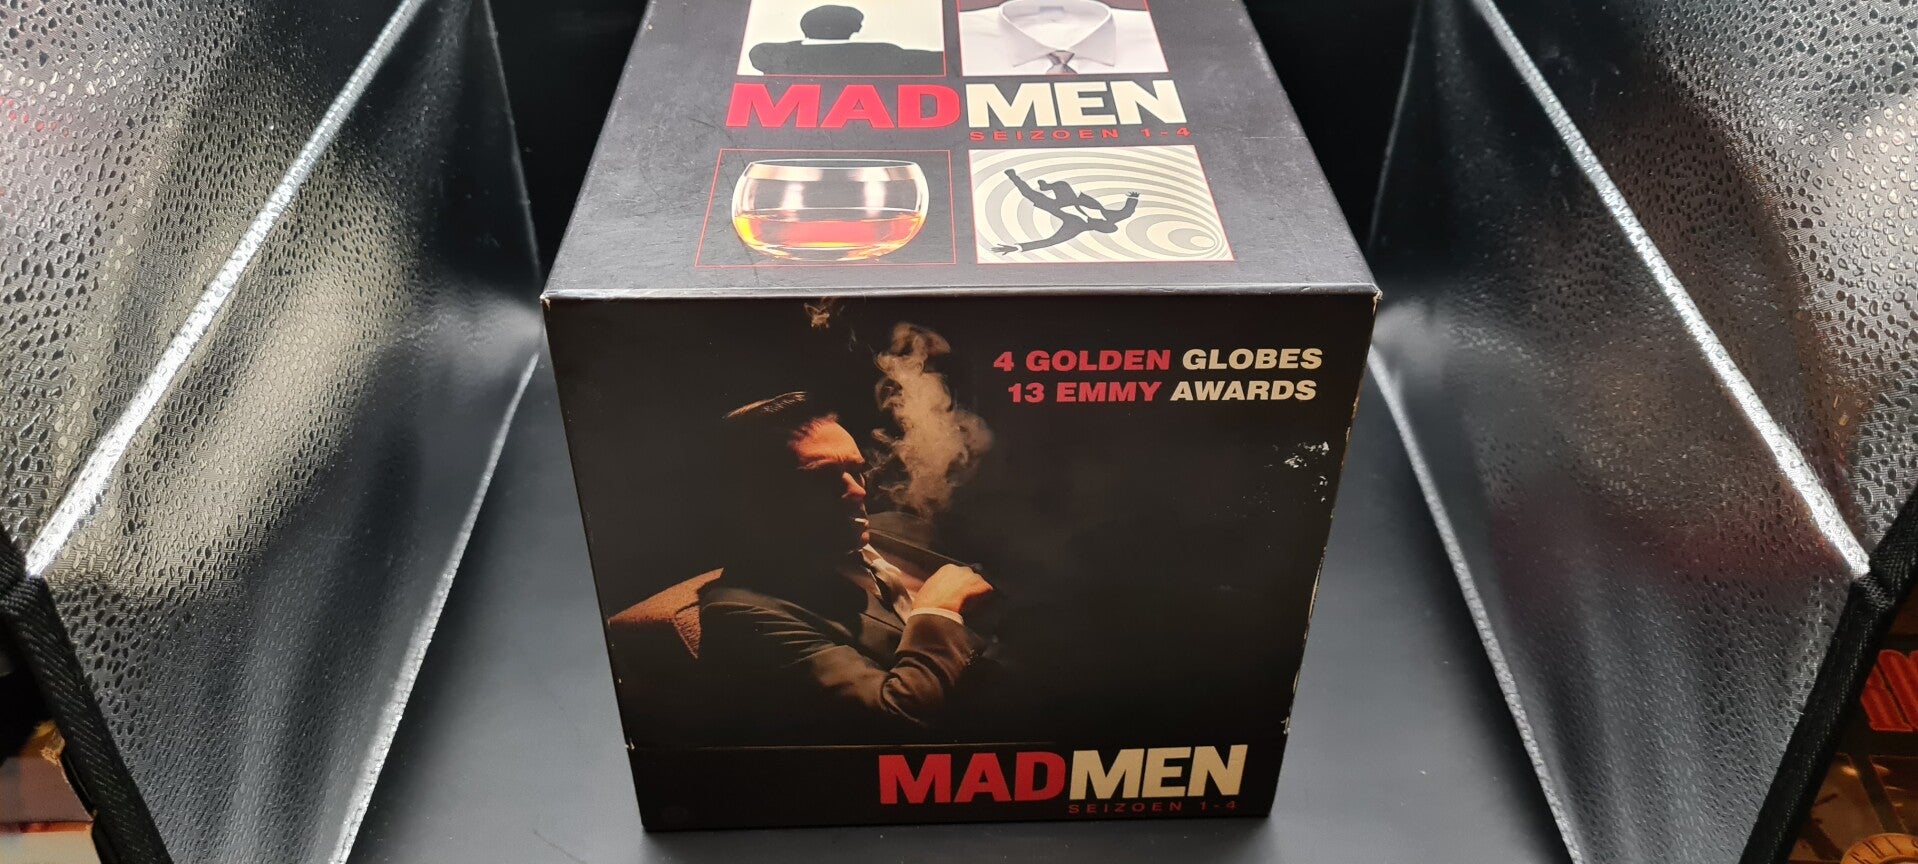 MADMEN
SEIZOEN 1-4
4 GOLDEN GLOBES
13 EMMY AWARDS
MADMEN
SEIZOEN 1-4